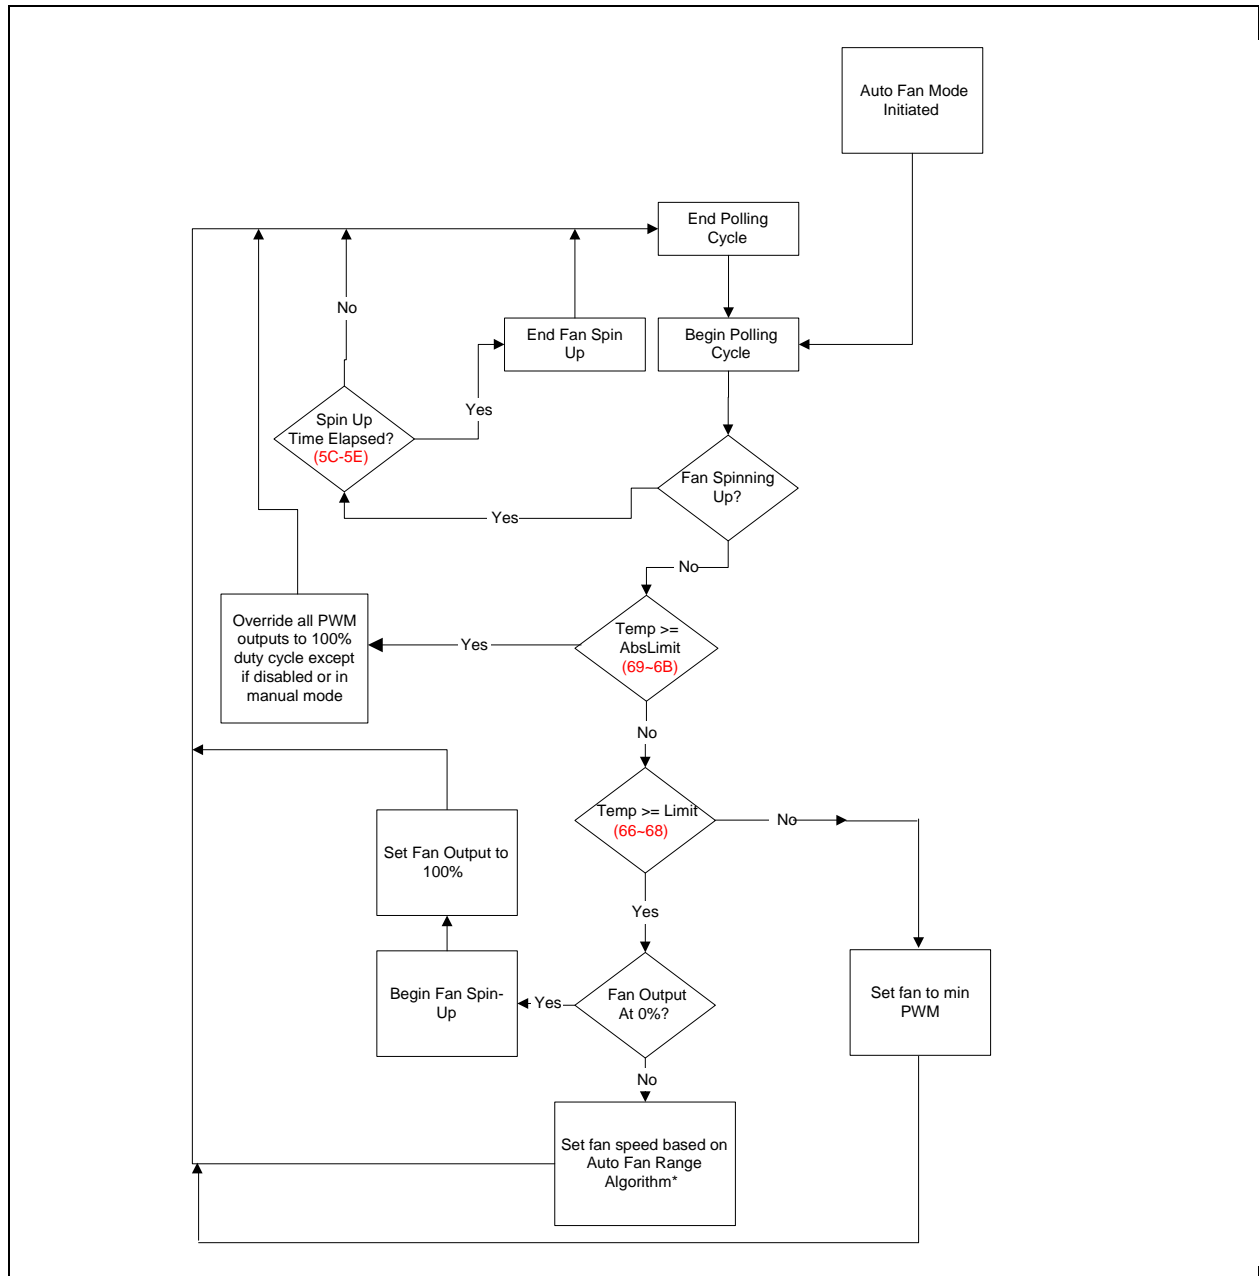 Auto Fan Mode
Initiated
End Polling
Cycle
No
End Fan Spin
Up
Begin Polling
Cycle
Yes
Spin Up
Time Elapsed?
(5C-5E)
Fan Spinning
Up?
Yes
No
Override all PWM
outputs to 100%
duty cycle except
if disabled or in
manual mode
Yes
Temp >=
AbsLimit
(69~6B)
No
Temp >= Limit
(66~68)
No
Set Fan Output to
100%
Yes
Begin Fan Spin-
Up
Yes
Fan Output
At 0%?
Set fan to min
PWM
No
Set fan speed based on
Auto Fan Range
Algorithm*